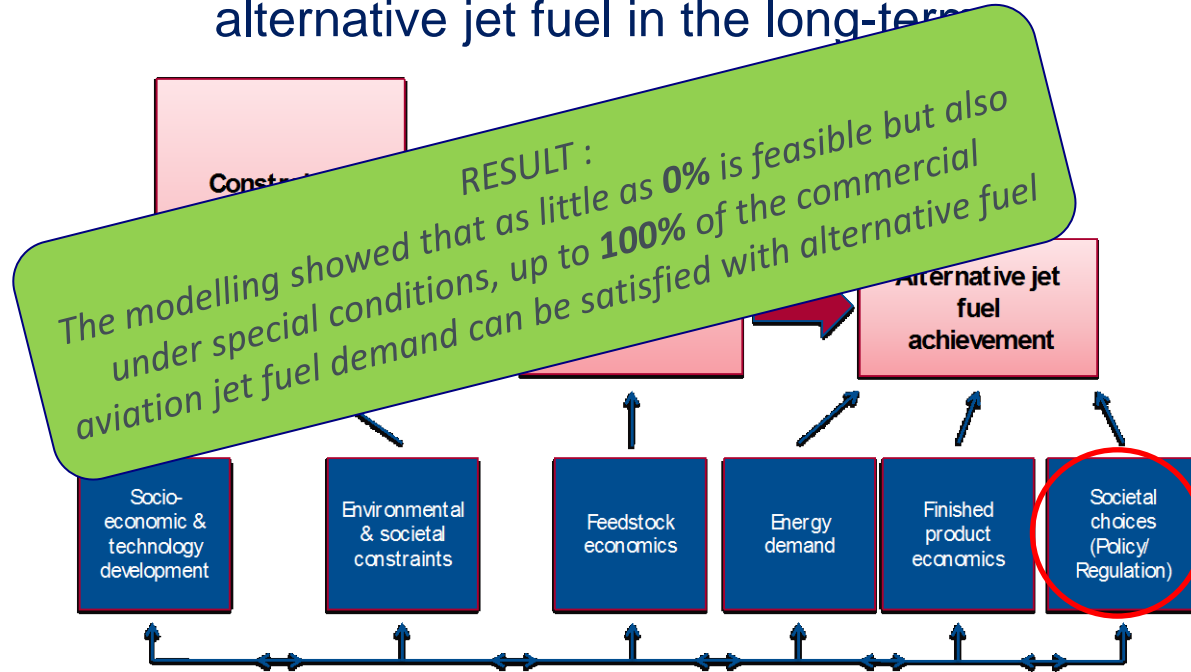 alternative jet fuel in the long-term
RESULT :
The modelling showed that as little as 0% is feasible but also
under special conditions, up to 100% of the commercial
aviation jet fuel demand can be satisfied with alternative fuel
Alternative jet
fuel
achievement
Socio-
economic &
technology
development
Environmental
& societal
constraints
Feedstock
economics
Energy
demand
Finished
product
economics
Societal
choices
(Policy/
Regulation)